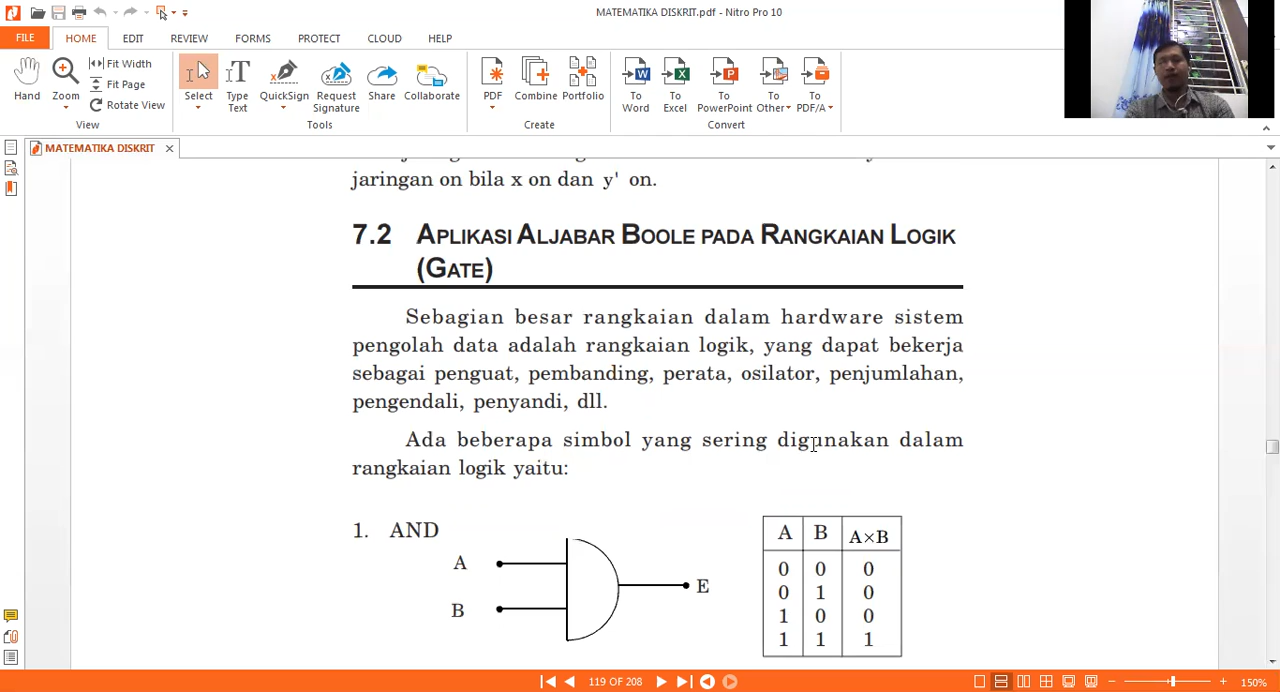 MATEMATIKA DISKRIT.pdf - Nitro Pro 10
FILE HOME EDIT REVIEW FORMS PROTECT CLOUD HELP
Hand
Zoom
Fit Width
Fit Page
Rotate View
View
Select
Type Text
QuickSign
Request Signature
Share
Collaborate
Tools
PDF
Combine
Portfolio
Create
To Word
To Excel
To PowerPoint
To Other
To PDF/A
Convert
MATEMATIKA DISKRIT
jaringan on bila x on dan y' on.
7.2 APLIKASI ALJABAR BOOLE PADA RANGKAIAN LOGIK
(GATE)
Sebagian besar rangkaian dalam hardware sistem
pengolah data adalah rangkaian logik, yang dapat bekerja
sebagai penguat, pembanding, perata, osilator, penjumlahan,
pengendali, penyandi, dll.
Ada beberapa simbol yang sering digunakan dalam
rangkaian logik yaitu:
1. AND
A
B
E
A B A×B
0 0 0
0 1 0
1 0 0
1 1 1
119 OF 208
150%